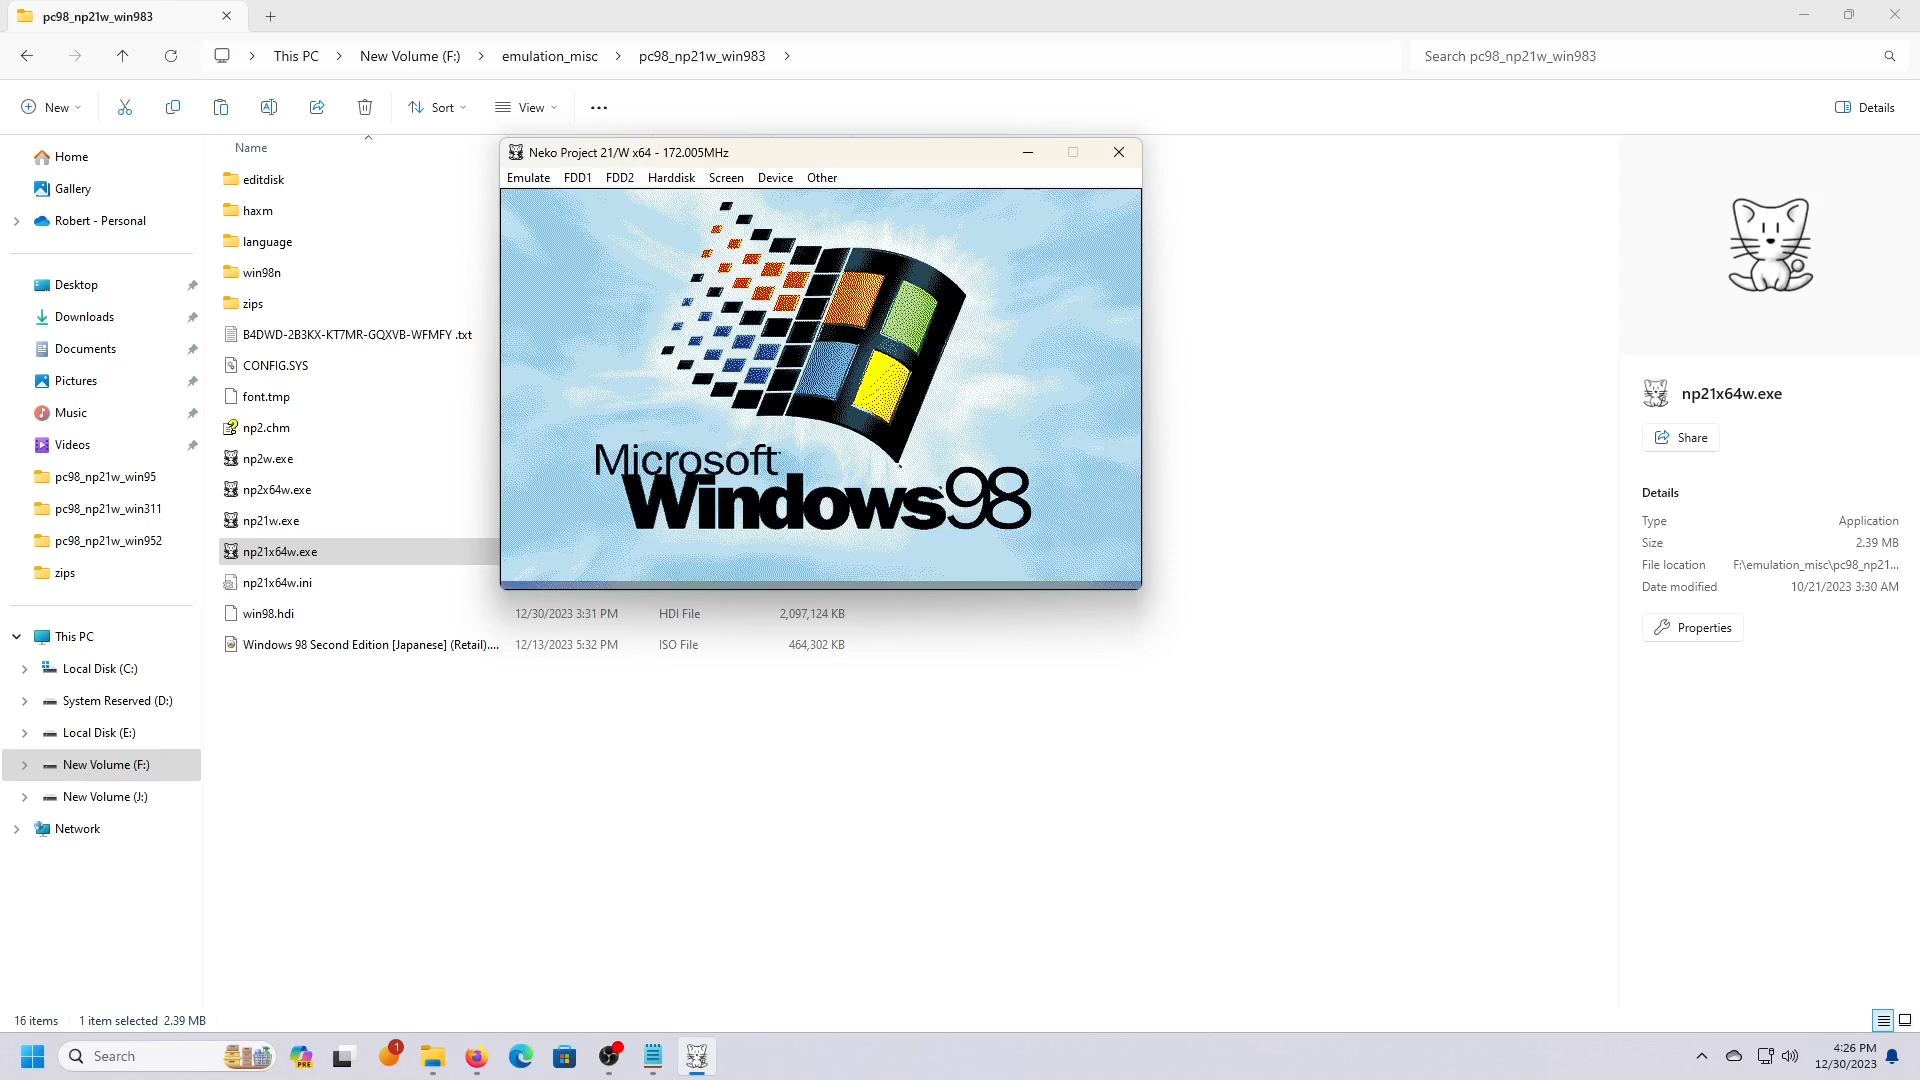 pc98_np21w_win983
This PC
New Volume (F:)
emulation_misc
pc98_np21w_win983
Search pc98_np21w_win983
New
Sort
View
Details
Home
Gallery
Robert - Personal
Desktop
Downloads
Documents
Pictures
Music
Videos
pc98_np21w_win95
pc98_np21w_win311
pc98_np21w_win952
zips
This PC
Local Disk (C:)
System Reserved (D:)
Local Disk (E:)
New Volume (F:)
New Volume (J:)
Network
Name
editdisk
haxm
language
win98n
zips
B4DWD-2B3KX-KT7MR-GQXVB-WFMFY .txt
CONFIG.SYS
font.tmp
np2.chm
np2w.exe
np2x64w.exe
np21w.exe
np21x64w.exe
np21x64w.ini
win98.hdi 12/30/2023 3:31 PM HDI File 2,097,124 KB
Windows 98 Second Edition [Japanese] (Retail).... 12/13/2023 5:32 PM ISO File 464,302 KB
Neko Project 21/W x64 - 172.005MHz
Emulate FDD1 FDD2 Harddisk Screen Device Other
Microsoft
Windows98
np21x64w.exe
Share
Details
Type Application
Size 2.39 MB
File location F:\emulation_misc\pc98_np21...
Date modified 10/21/2023 3:30 AM
Properties
16 items 1 item selected 2.39 MB
Search
PRE
1
4:26 PM
12/30/2023